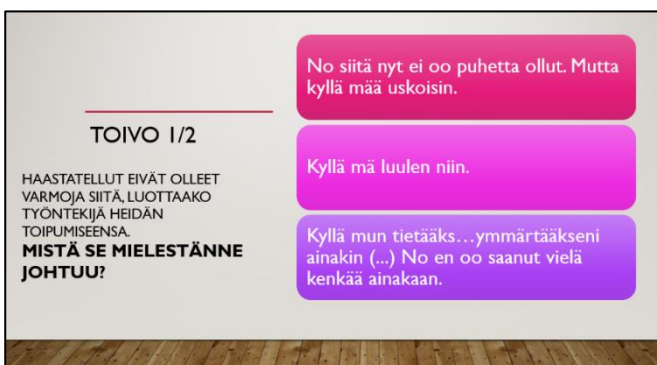 TOIVO 1/2
HAASTATELLUT EIVÄT OLLEET
VARMOJA SIITÄ, LUOTTAAKO
TYÖNTEKIJÄ HEIDÄN
TOIPUMISEENSA.
MISTÄ SE MIELESTÄNNE
JOHTUU?
No siitä nyt ei oo puhetta ollut. Mutta
kyllä mää uskoisin.
Kyllä mä luulen niin.
Kyllä mun tietääks…ymmärtääkseni
ainakin (...) No en oo saanut vielä
kenkää ainakaan.